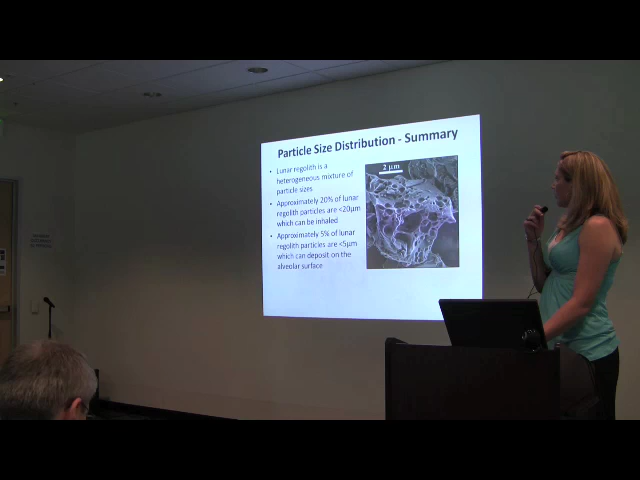 Particle Size Distribution - Summary
• Lunar regolith is a
heterogeneous mixture of
particle sizes
• Approximately 20% of lunar
regolith particles are <20μm
which can be inhaled
• Approximately 5% of lunar
regolith particles are <5μm
which can deposit on the
alveolar surface
2 μm